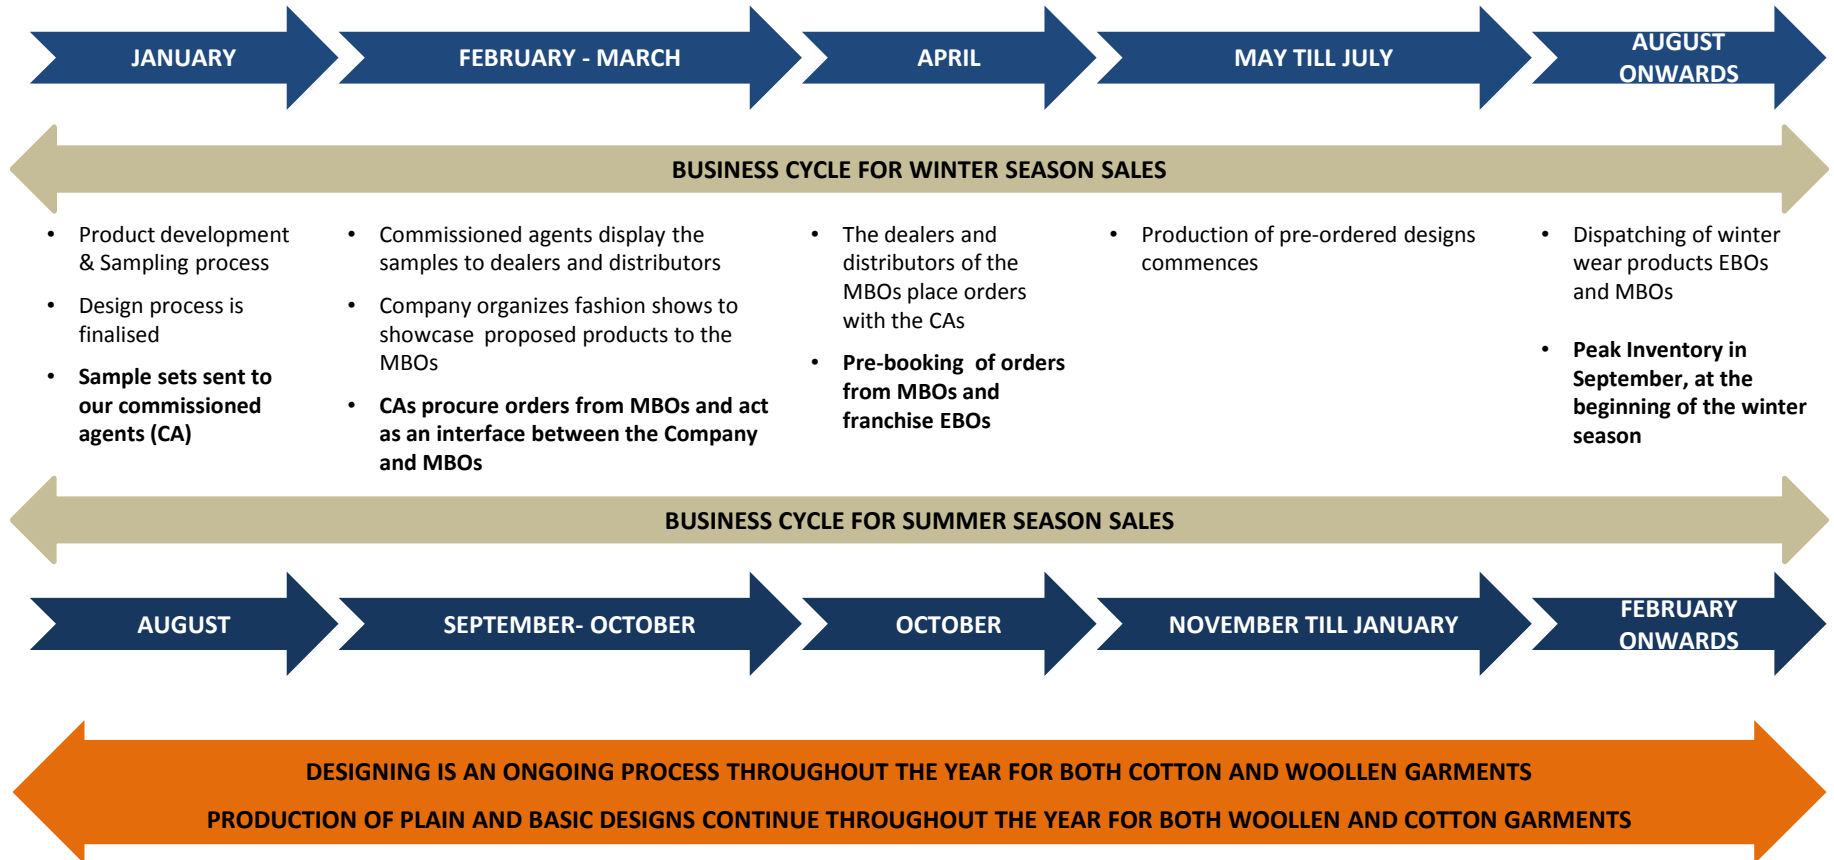 JANUARY
FEBRUARY - MARCH
APRIL
MAY TILL JULY
AUGUST
ONWARDS
BUSINESS CYCLE FOR WINTER SEASON SALES
• Product development
& Sampling process
• Design process is
finalised
• Sample sets sent to
our commissioned
agents (CA)
• Commissioned agents display the
samples to dealers and distributors
• Company organizes fashion shows to
showcase proposed products to the
MBOs
• CAs procure orders from MBOs and act
as an interface between the Company
and MBOs
• The dealers and
distributors of the
MBOs place orders
with the CAs
• Pre-booking of orders
from MBOs and
franchise EBOs
• Production of pre-ordered designs
commences
• Dispatching of winter
wear products EBOs
and MBOs
• Peak Inventory in
September, at the
beginning of the winter
season
BUSINESS CYCLE FOR SUMMER SEASON SALES
AUGUST
SEPTEMBER- OCTOBER
OCTOBER
NOVEMBER TILL JANUARY
FEBRUARY
ONWARDS
DESIGNING IS AN ONGOING PROCESS THROUGHOUT THE YEAR FOR BOTH COTTON AND WOOLLEN GARMENTS
PRODUCTION OF PLAIN AND BASIC DESIGNS CONTINUE THROUGHOUT THE YEAR FOR BOTH WOOLLEN AND COTTON GARMENTS